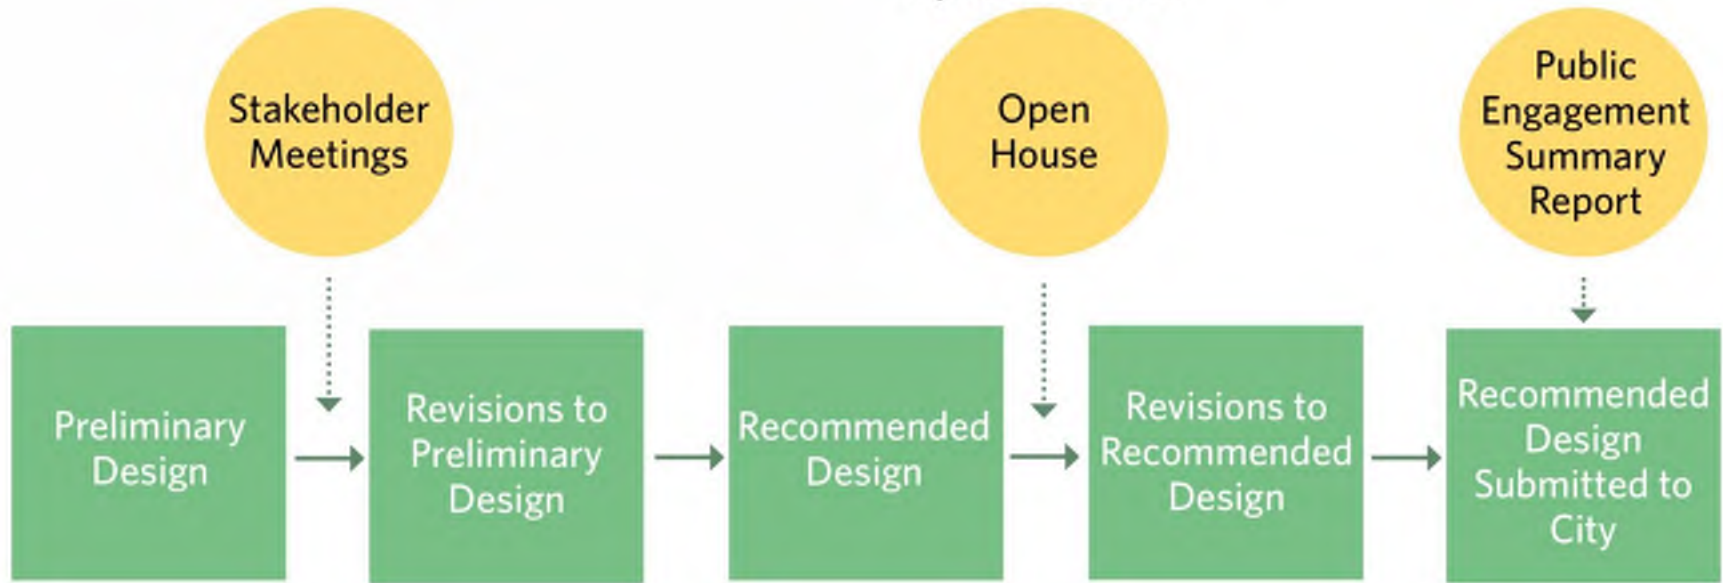 Stakeholder
Meetings
Open
House
Public
Engagement
Summary
Report
Preliminary
Design
Revisions to
Preliminary
Design
Recommended
Design
Revisions to
Recommended
Design
Recommended
Design
Submitted to
City